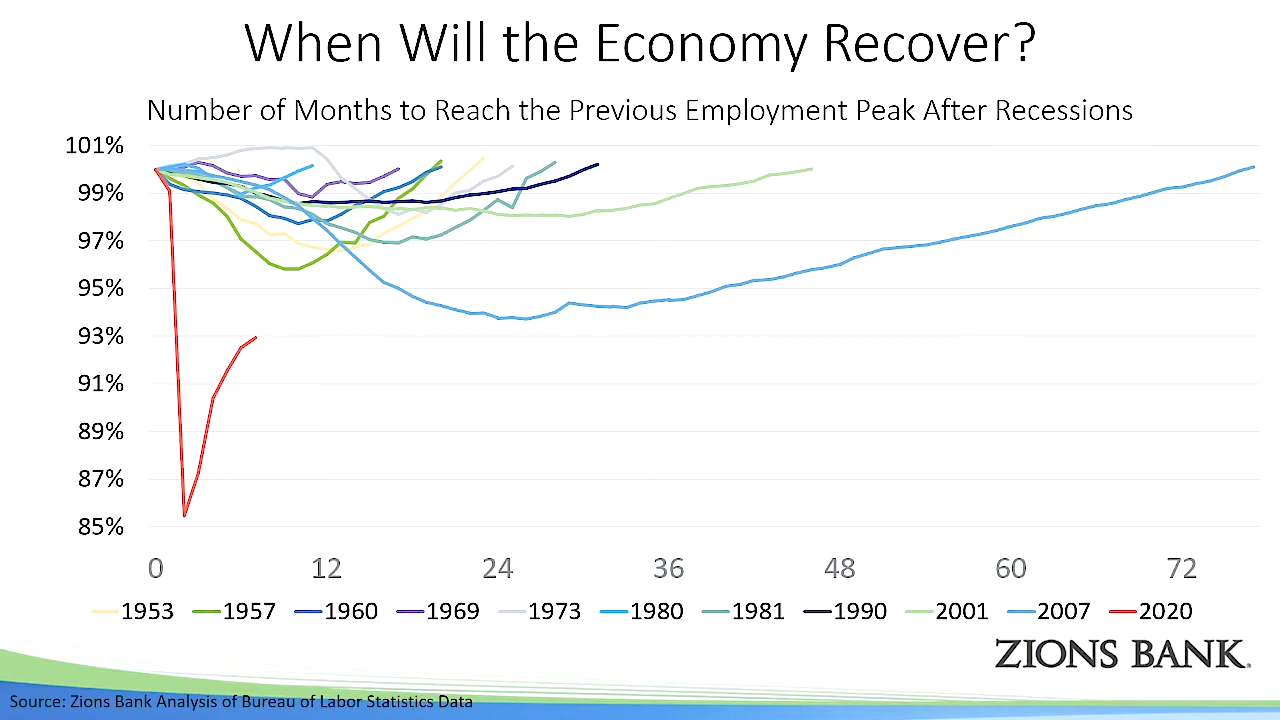 When Will the Economy Recover?
Number of Months to Reach the Previous Employment Peak After Recessions
101%
99%
97%
95%
93%
91%
89%
87%
85%
0 12 24 36 48 60 72
1953 1957 1960 1969 1973 1980 1981 1990 2001 2007 2020
ZIONS BANK.
Source: Zions Bank Analysis of Bureau of Labor Statistics Data